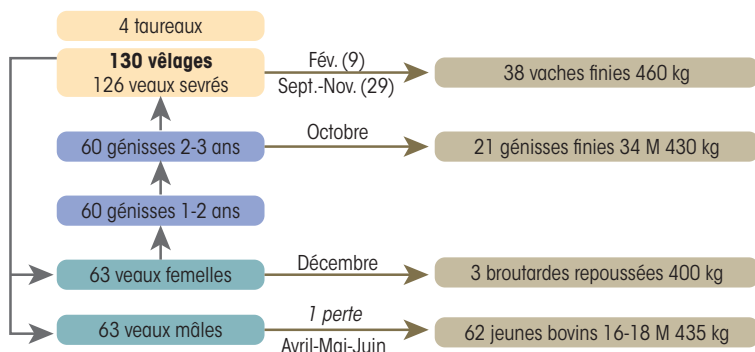 4 taureaux
130 vêlages
126 veaux sevrés
Fév. (9)
Sept.-Nov. (29)
38 vaches finies 460 kg
60 génisses 2-3 ans
Octobre
21 génisses finies 34 M 430 kg
60 génisses 1-2 ans
63 veaux femelles
Décembre
3 broutardes repoussées 400 kg
63 veaux mâles
1 perte
Avril-Mai-Juin
62 jeunes bovins 16-18 M 435 kg